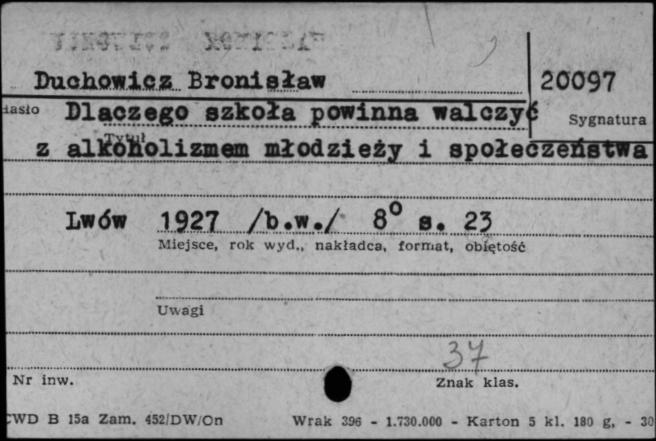 Duchowicz Bronisław 20097
Dlaczego szkoła powinna walczyć Sygnatura
Tytuł
z alkoholizmem młodzieży i społeczeństwa
Lwów 1927 /b.w./ 8° s. 23
Miejsce, rok wyd., nakładca, format, objętość
Uwagi
37
Nr inw. Znak klas.
CWD B 15a Zam. 452/DW/On Wrak 396 - 1.730.000 - Karton 5 kl. 180 g, - 30